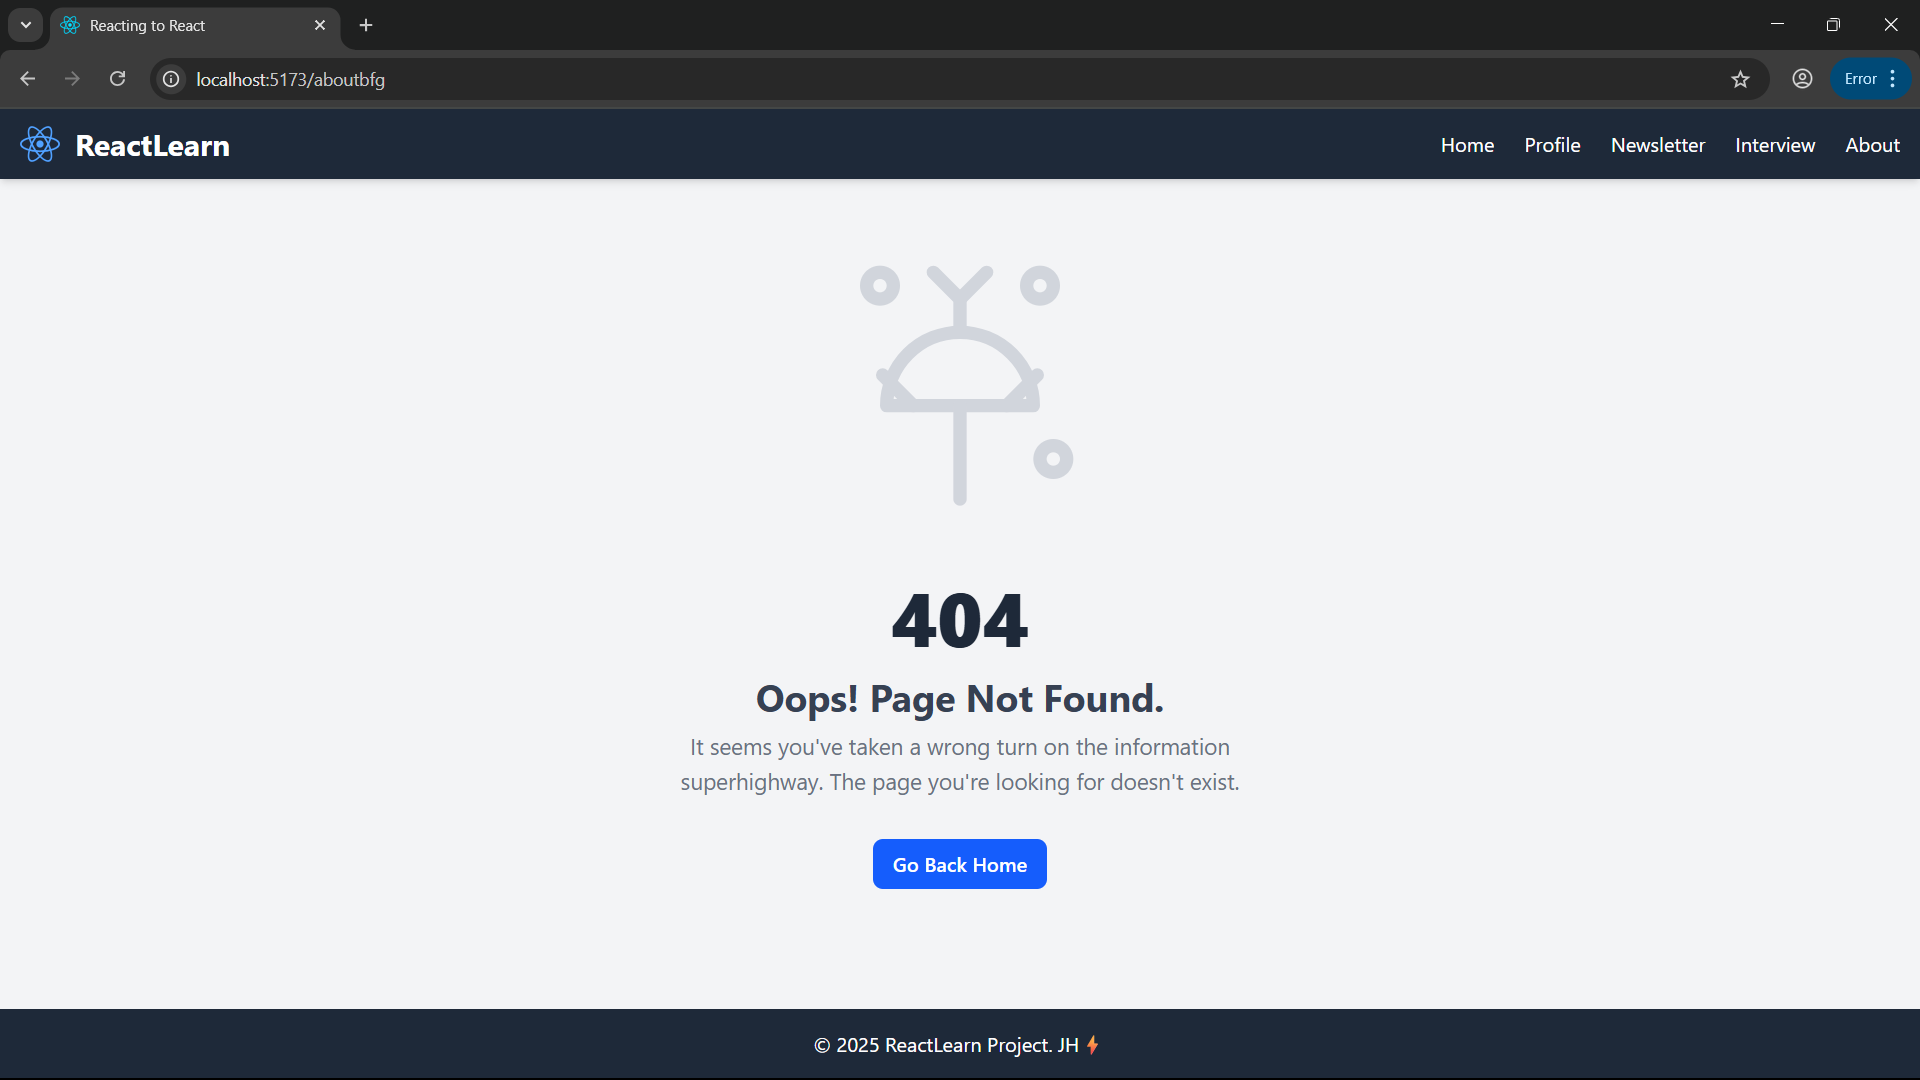 Reacting to React
localhost:5173/aboutbfg
Error
ReactLearn
Home
Profile
Newsletter
Interview
About
404
Oops! Page Not Found.
It seems you've taken a wrong turn on the information
superhighway. The page you're looking for doesn't exist.
Go Back Home
© 2025 ReactLearn Project. JH⚡